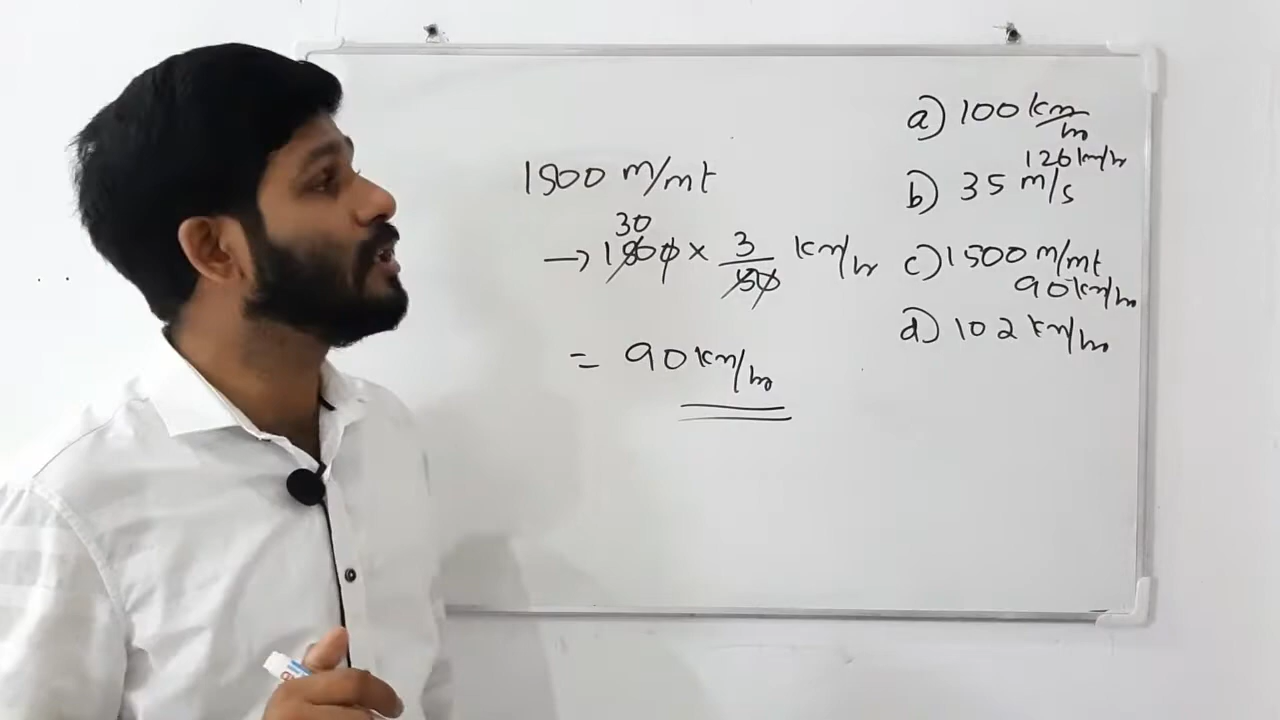 1500 m/mt
30
→ 1500 × 3/50 km/hr
= 90 km/hr
a) 100 km/hr
126 km/hr
b) 35 m/s
c) 1500 m/mt
90 km/hr
d) 102 km/hr